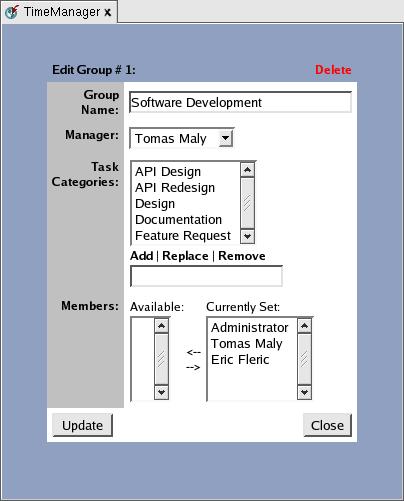 TimeManager x
Edit Group # 1: Delete
Group Name: Software Development
Manager: Tomas Maly
Task Categories:
API Design
API Redesign
Design
Documentation
Feature Request
Add | Replace | Remove
Members: Available: Currently Set:
Administrator
Tomas Maly
Eric Fleric
<--
-->
Update Close